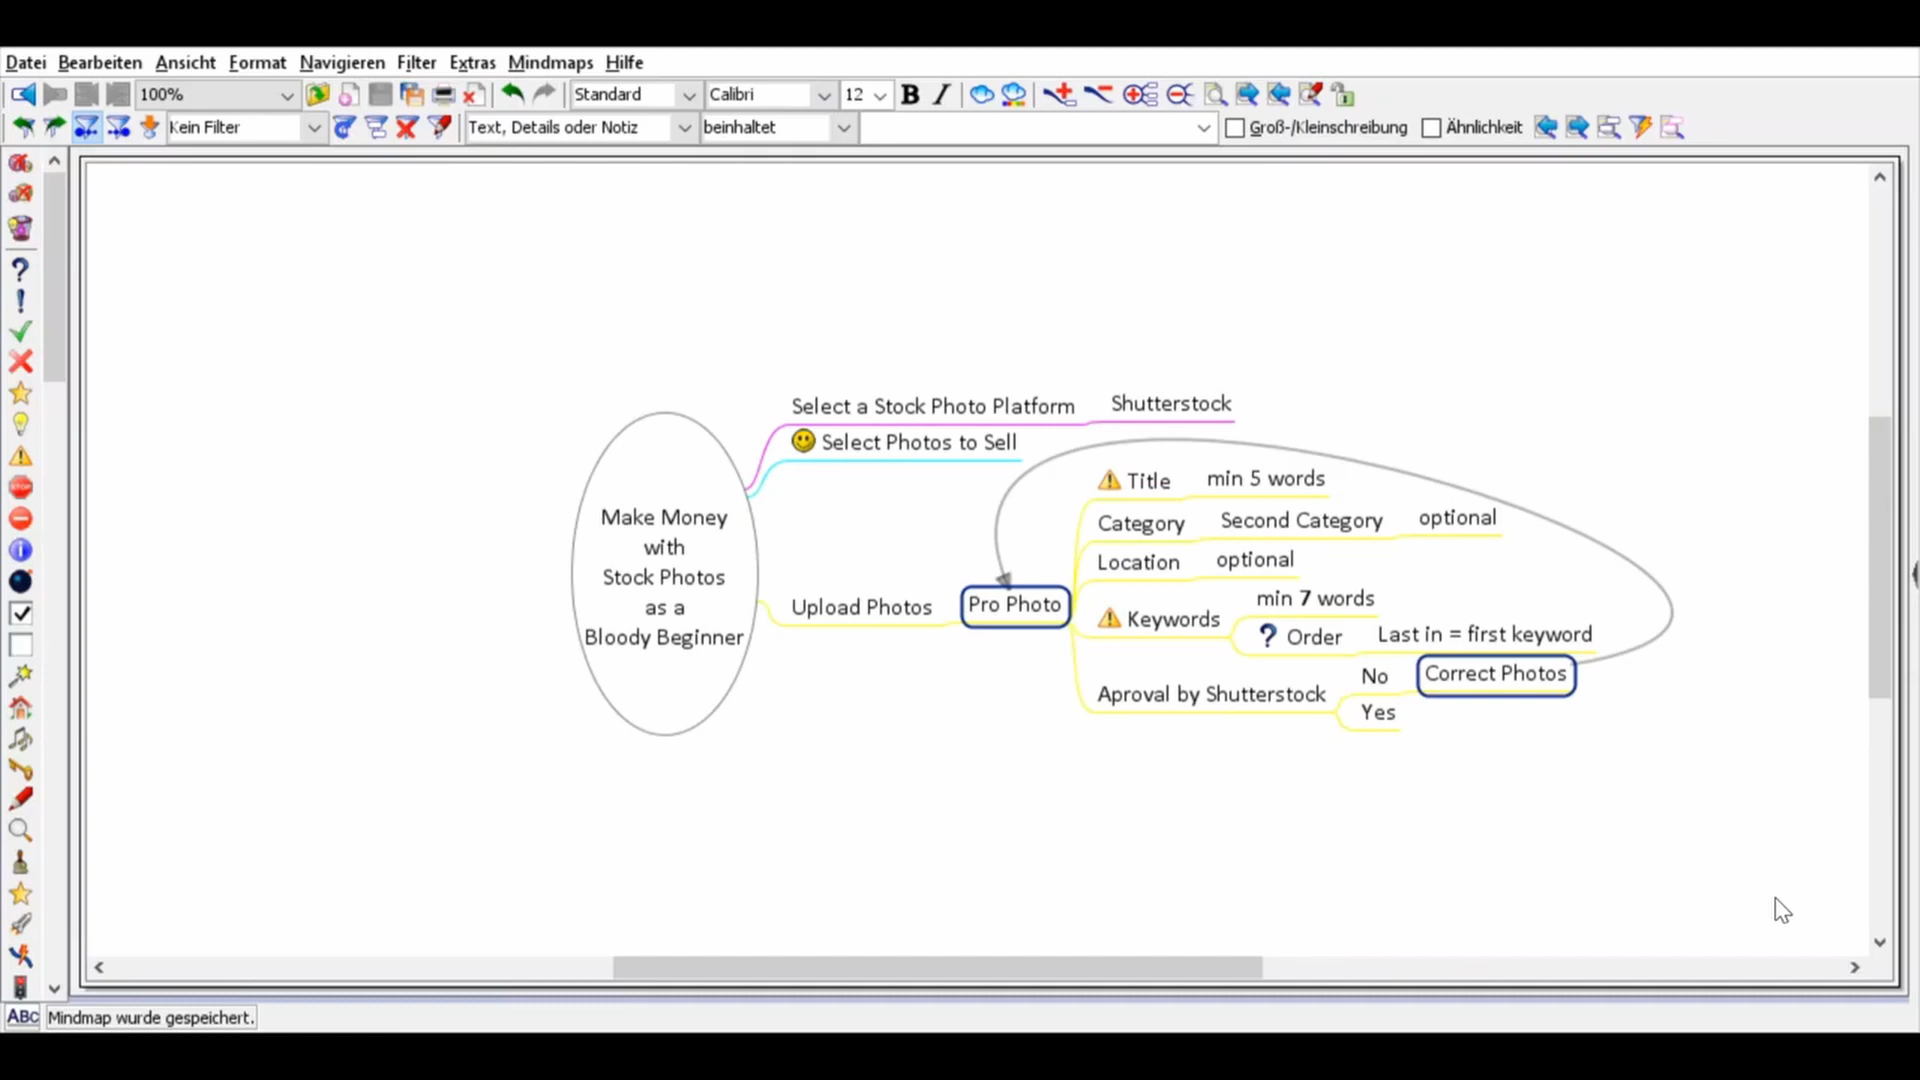 Datei Bearbeiten Ansicht Format Navigieren Filter Extras Mindmaps Hilfe
100% Standard Calibri 12 B I
Kein Filter Text, Details oder Notiz beinhaltet Groß-/Kleinschreibung Ähnlichkeit
Select a Stock Photo Platform Shutterstock
Select Photos to Sell
Make Money
with
Stock Photos
as a
Bloody Beginner
Upload Photos Pro Photo
Title min 5 words
Category Second Category optional
Location optional
Keywords min 7 words
? Order Last in = first keyword
Aproval by Shutterstock No Correct Photos
Yes
STOP
ABC Mindmap wurde gespeichert.